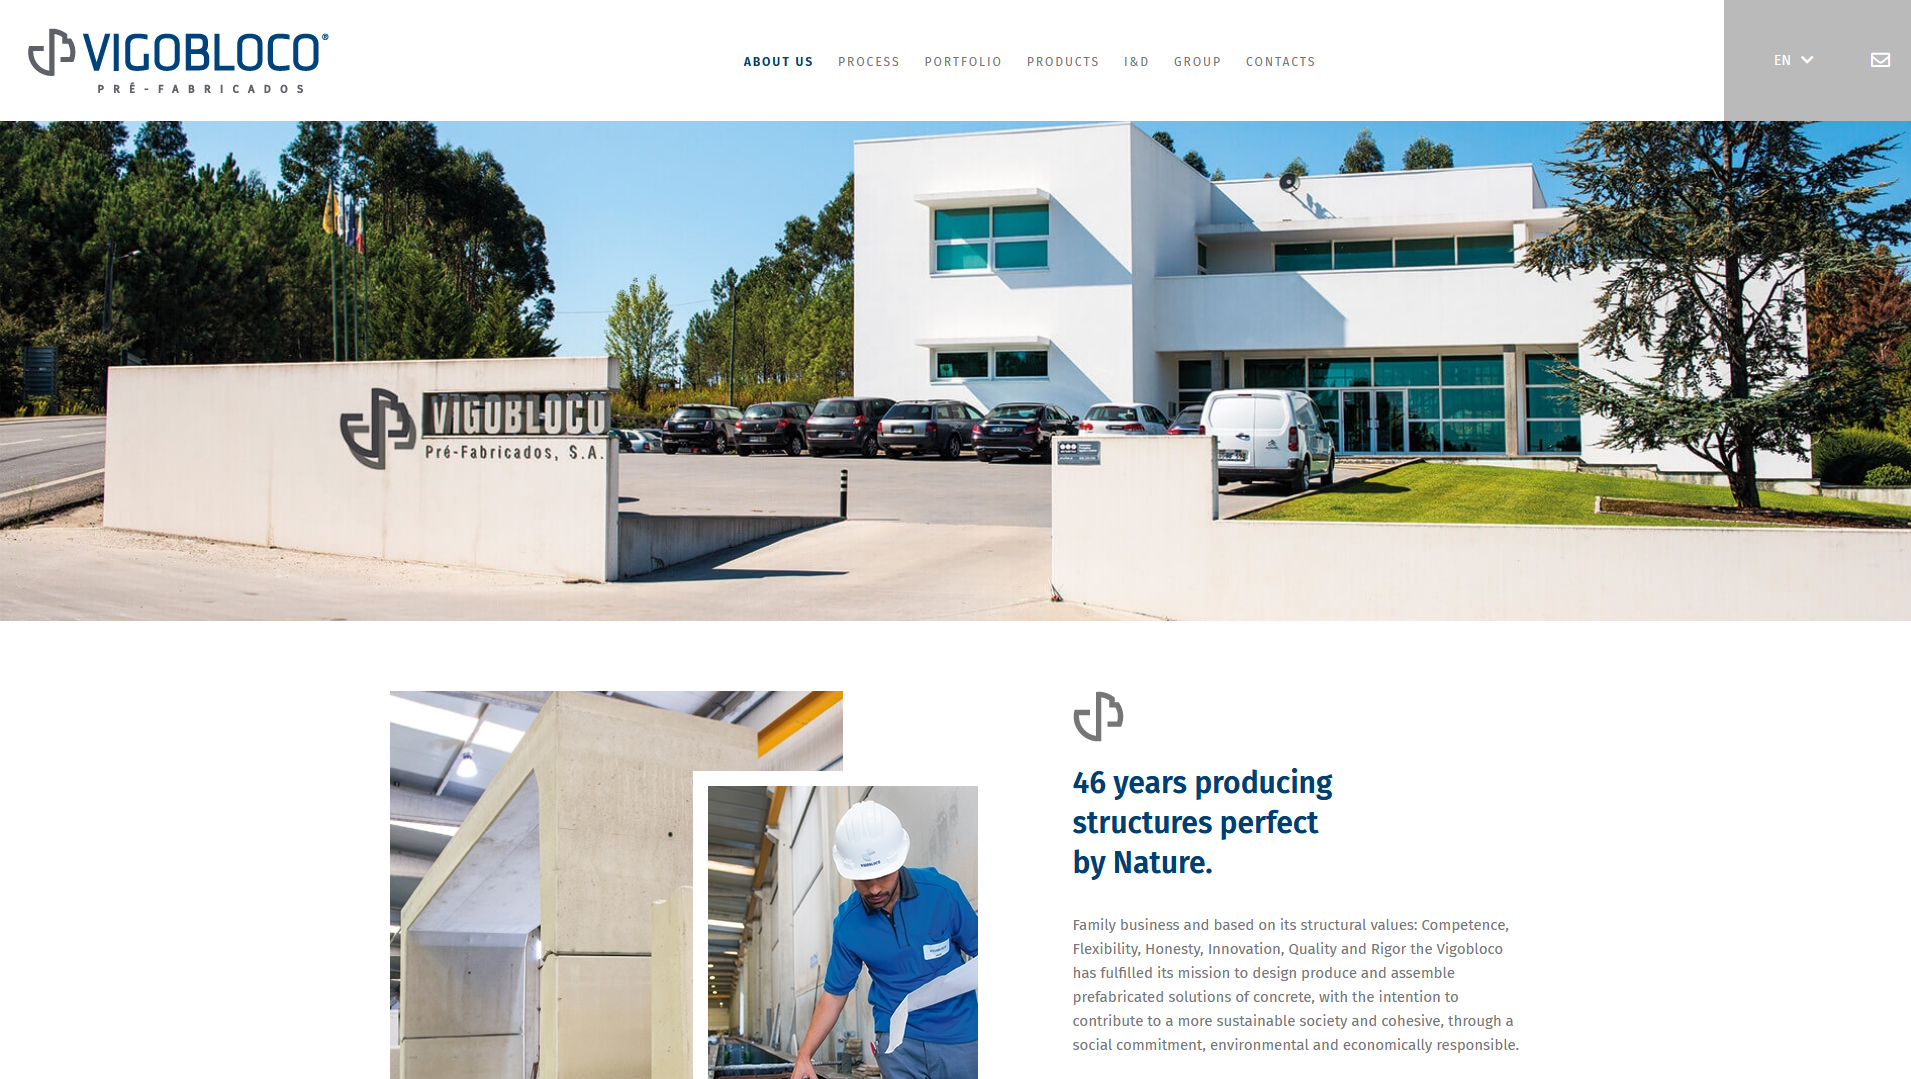 VIGOBLOCO®
PRÉ-FABRICADOS
ABOUT US
PROCESS
PORTFOLIO
PRODUCTS
I&D
GROUP
CONTACTS
EN
VIGOBLOCO
Pré-Fabricados, S.A.
46 years producing
structures perfect
by Nature.
Family business and based on its structural values: Competence,
Flexibility, Honesty, Innovation, Quality and Rigor the Vigobloco
has fulfilled its mission to design produce and assemble
prefabricated solutions of concrete, with the intention to
contribute to a more sustainable society and cohesive, through a
social commitment, environmental and economically responsible.